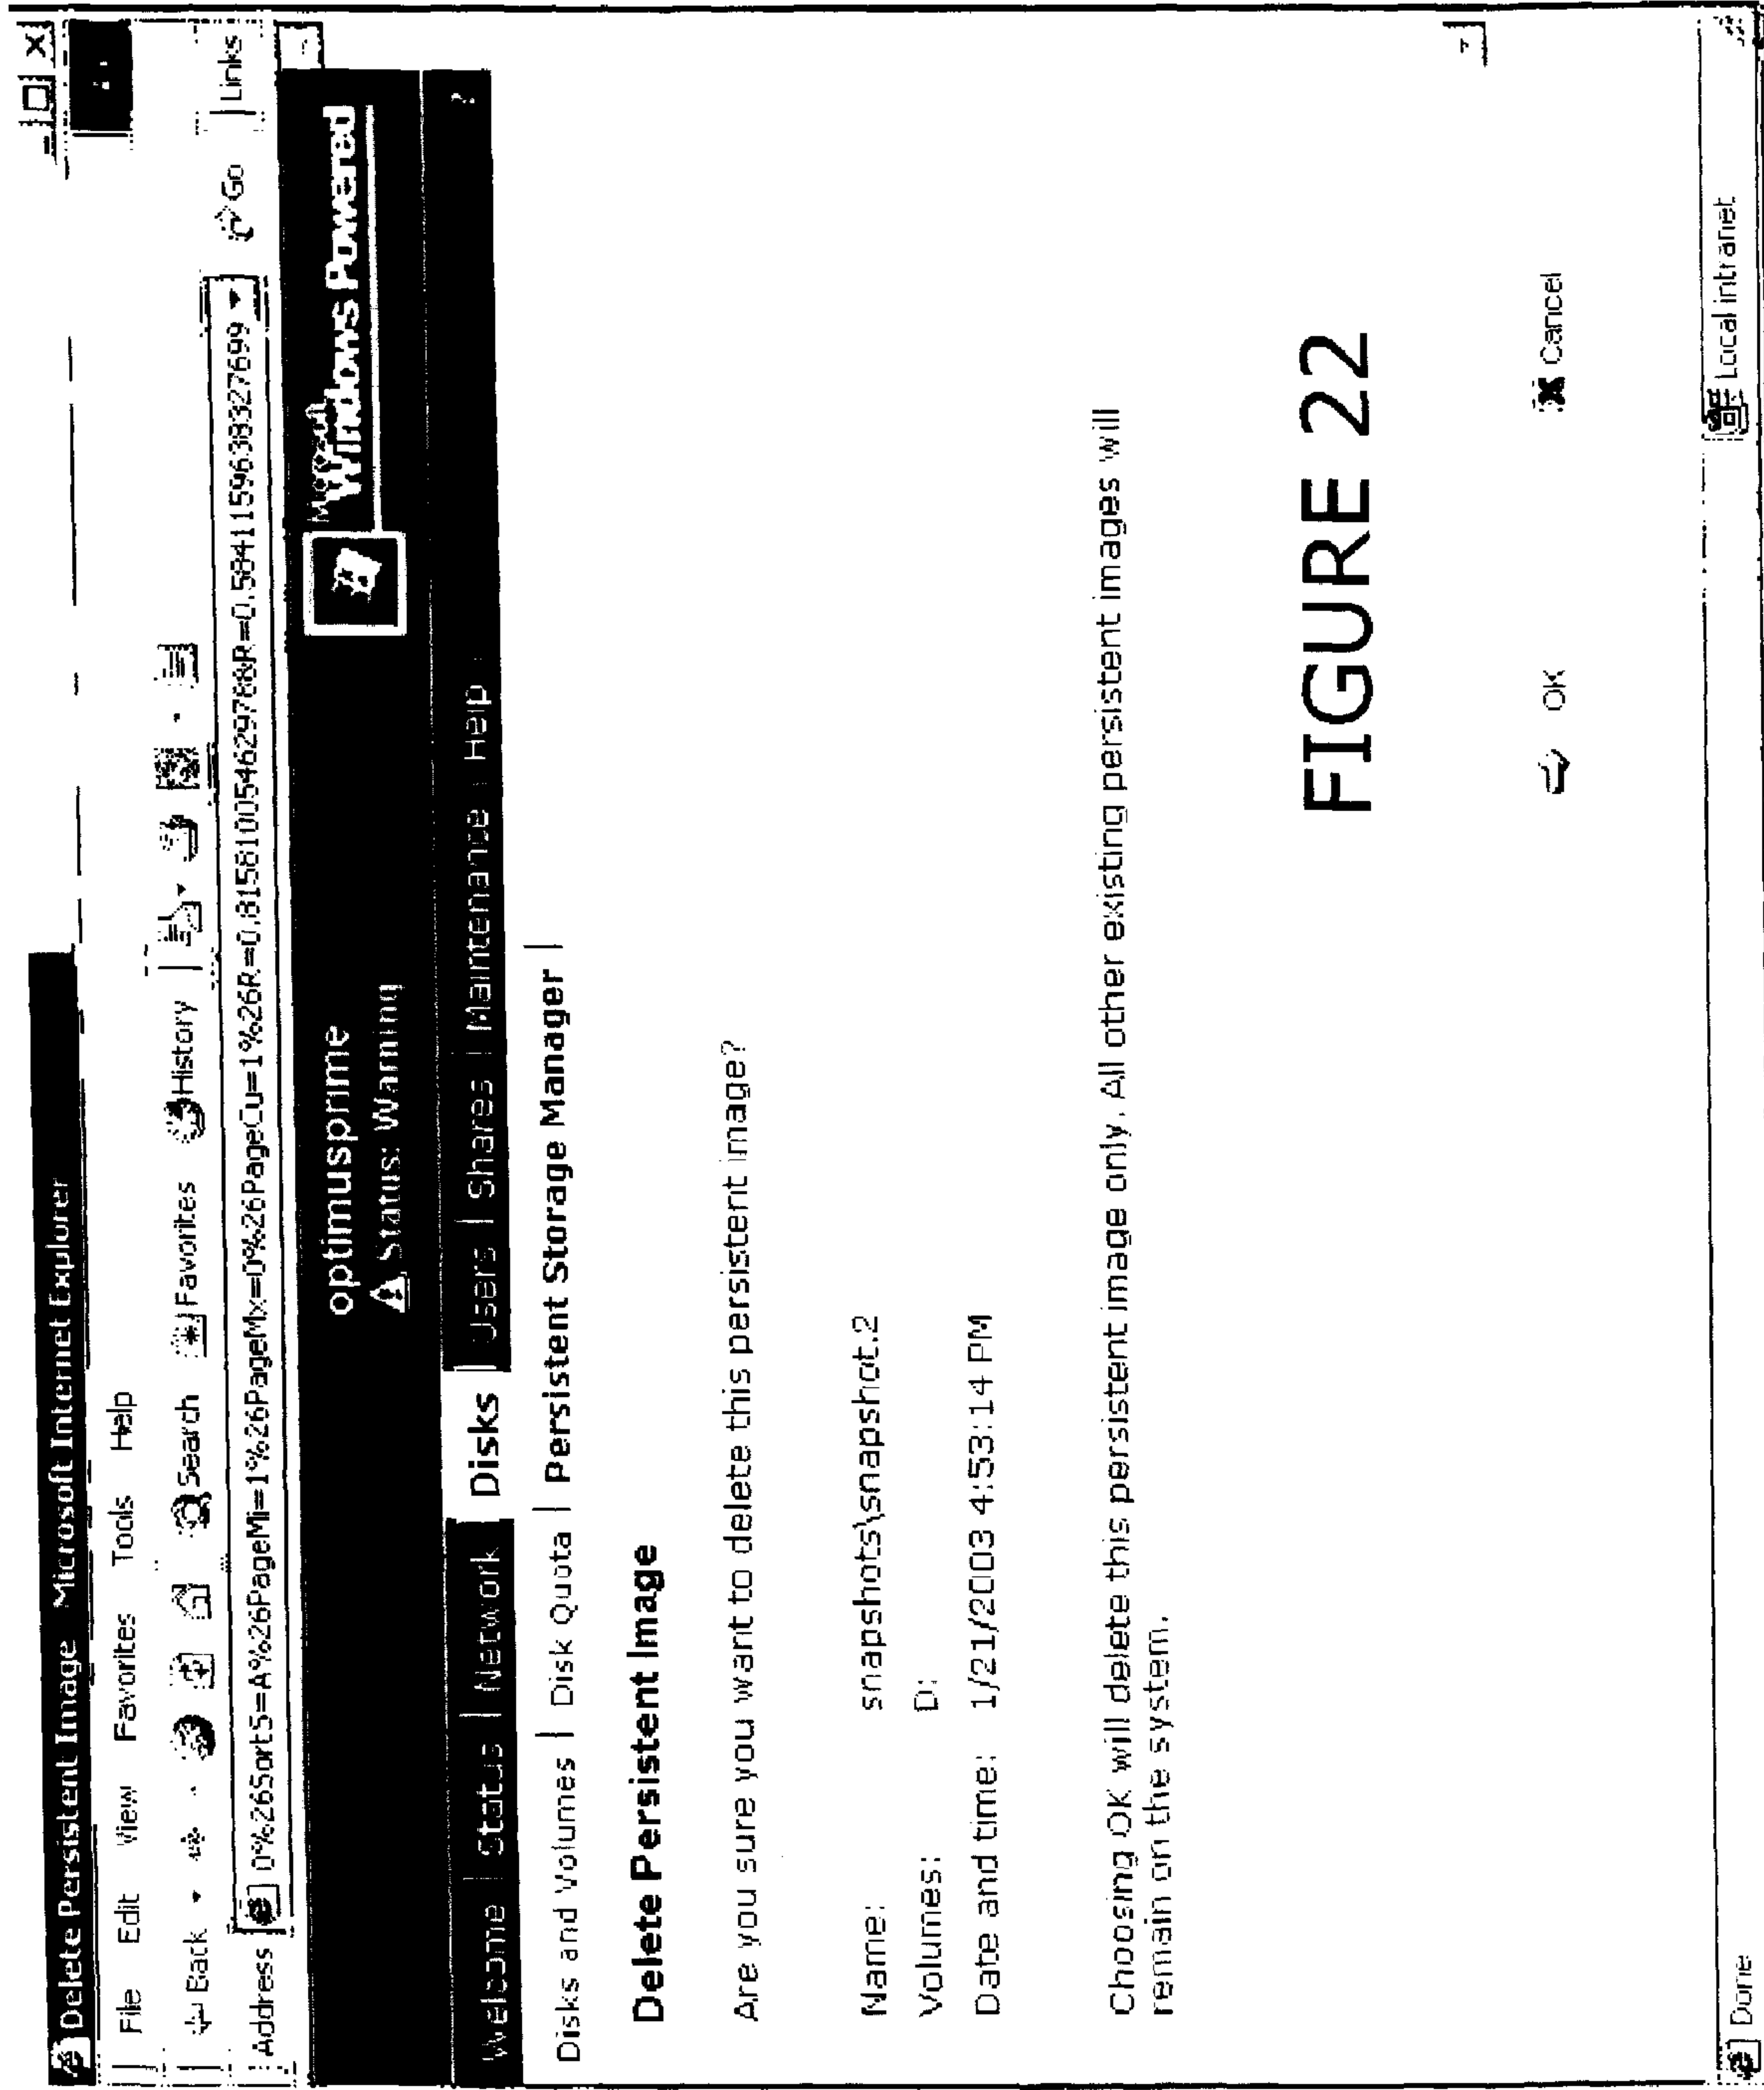 Delete Persistent Image Microsoft Internet Explorer
File Edit View Favorites Tools Help
Back Search Favorites History
Address 0%26SortS=A%26PageMi=1%26PageMx=0%26PageCu=1%26R=0.8158100546297888&R=0.5841159638327699 Go Links
optimusprime
Status: Warning
Microsoft
Windows Powered
Welcome | Status | Network | Disks | Users | Shares | Maintenance | Help ?
Disks and Volumes | Disk Quota | Persistent Storage Manager |
Delete Persistent Image
Are you sure you want to delete this persistent image?
Name: snapshots\snapshot.2
Volumes: D:
Date and time: 1/21/2003 4:53:14 PM
Choosing OK will delete this persistent image only. All other existing persistent images will
remain on the system.
FIGURE 22
OK Cancel
Done Local intranet